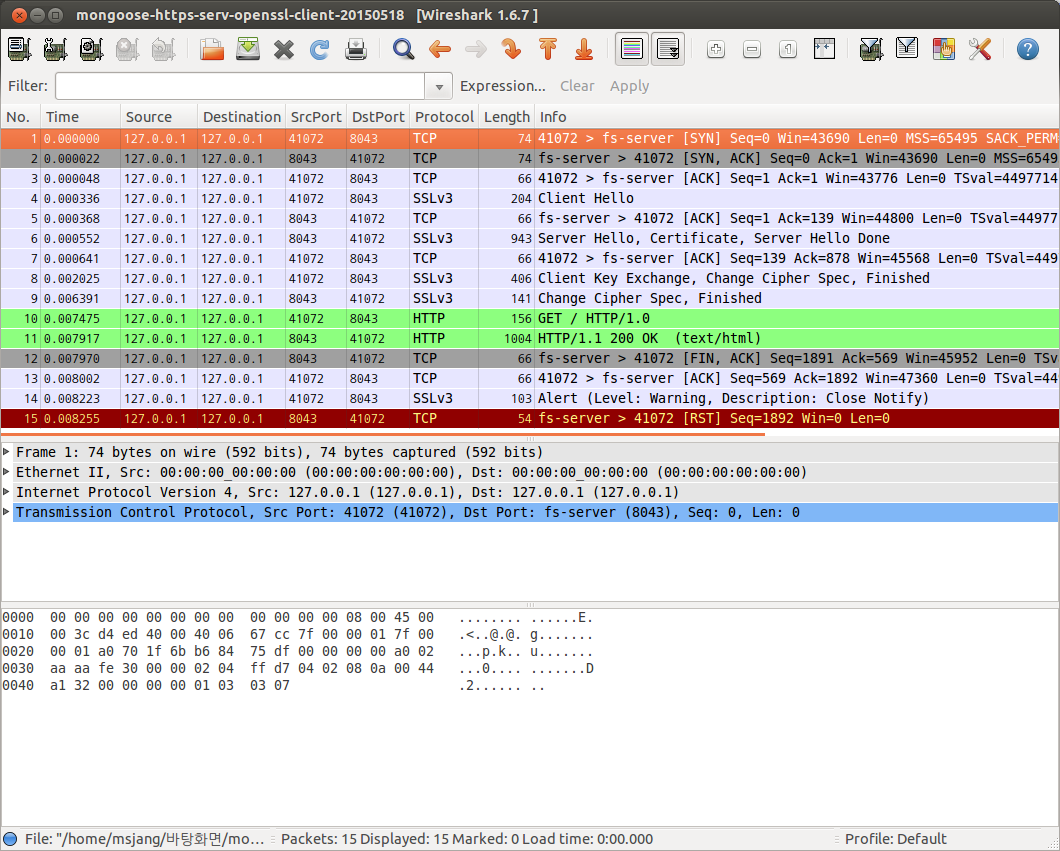 mongoose-https-serv-openssl-client-20150518 [Wireshark 1.6.7 ]
Filter: Expression... Clear Apply
No. Time Source Destination SrcPort DstPort Protocol Length Info
1 0.000000 127.0.0.1 127.0.0.1 41072 8043 TCP 74 41072 > fs-server [SYN] Seq=0 Win=43690 Len=0 MSS=65495 SACK_PERM
2 0.000022 127.0.0.1 127.0.0.1 8043 41072 TCP 74 fs-server > 41072 [SYN, ACK] Seq=0 Ack=1 Win=43690 Len=0 MSS=6549
3 0.000048 127.0.0.1 127.0.0.1 41072 8043 TCP 66 41072 > fs-server [ACK] Seq=1 Ack=1 Win=43776 Len=0 TSval=4497714
4 0.000336 127.0.0.1 127.0.0.1 41072 8043 SSLv3 204 Client Hello
5 0.000368 127.0.0.1 127.0.0.1 8043 41072 TCP 66 fs-server > 41072 [ACK] Seq=1 Ack=139 Win=44800 Len=0 TSval=44977
6 0.000552 127.0.0.1 127.0.0.1 8043 41072 SSLv3 943 Server Hello, Certificate, Server Hello Done
7 0.000641 127.0.0.1 127.0.0.1 41072 8043 TCP 66 41072 > fs-server [ACK] Seq=139 Ack=878 Win=45568 Len=0 TSval=449
8 0.002025 127.0.0.1 127.0.0.1 41072 8043 SSLv3 406 Client Key Exchange, Change Cipher Spec, Finished
9 0.006391 127.0.0.1 127.0.0.1 8043 41072 SSLv3 141 Change Cipher Spec, Finished
10 0.007475 127.0.0.1 127.0.0.1 41072 8043 HTTP 156 GET / HTTP/1.0
11 0.007917 127.0.0.1 127.0.0.1 8043 41072 HTTP 1004 HTTP/1.1 200 OK (text/html)
12 0.007970 127.0.0.1 127.0.0.1 8043 41072 TCP 66 fs-server > 41072 [FIN, ACK] Seq=1891 Ack=569 Win=45952 Len=0 TSv
13 0.008002 127.0.0.1 127.0.0.1 41072 8043 TCP 66 41072 > fs-server [ACK] Seq=569 Ack=1892 Win=47360 Len=0 TSval=44
14 0.008223 127.0.0.1 127.0.0.1 41072 8043 SSLv3 103 Alert (Level: Warning, Description: Close Notify)
15 0.008255 127.0.0.1 127.0.0.1 8043 41072 TCP 54 fs-server > 41072 [RST] Seq=1892 Win=0 Len=0
Frame 1: 74 bytes on wire (592 bits), 74 bytes captured (592 bits)
Ethernet II, Src: 00:00:00_00:00:00 (00:00:00:00:00:00), Dst: 00:00:00_00:00:00 (00:00:00:00:00:00)
Internet Protocol Version 4, Src: 127.0.0.1 (127.0.0.1), Dst: 127.0.0.1 (127.0.0.1)
Transmission Control Protocol, Src Port: 41072 (41072), Dst Port: fs-server (8043), Seq: 0, Len: 0
0000 00 00 00 00 00 00 00 00 00 00 00 00 08 00 45 00 ........ ......E.
0010 00 3c d4 ed 40 00 40 06 67 cc 7f 00 00 01 7f 00 .<..@.@. g.......
0020 00 01 a0 70 1f 6b b6 84 75 df 00 00 00 00 a0 02 ...p.k.. u.......
0030 aa aa fe 30 00 00 02 04 ff d7 04 02 08 0a 00 44 ...0.... .......D
0040 a1 32 00 00 00 00 01 03 03 07 .2...... ..
File: "/home/msjang/바탕화면/mo... Packets: 15 Displayed: 15 Marked: 0 Load time: 0:00.000 Profile: Default